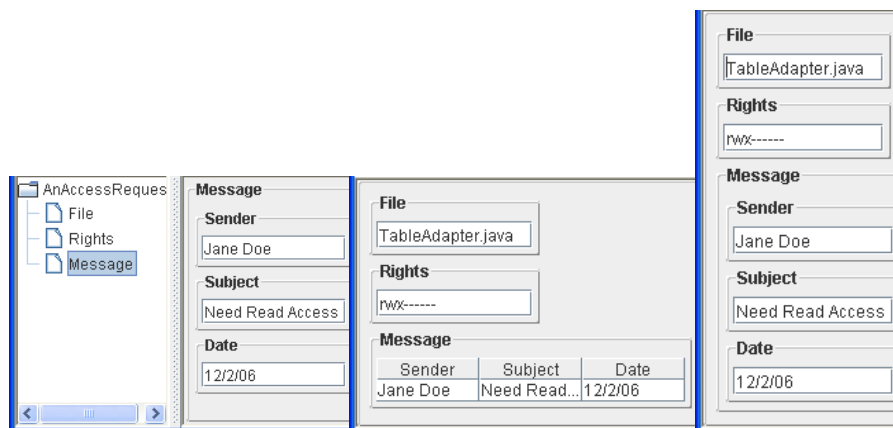 AnAccessReques
File
Rights
Message
Message
Sender
Jane Doe
Subject
Need Read Access
Date
12/2/06
File
TableAdapter.java
Rights
rwx------
Message
Sender Subject Date
Jane Doe Need Read... 12/2/06
File
TableAdapter.java
Rights
rwx------
Message
Sender
Jane Doe
Subject
Need Read Access
Date
12/2/06